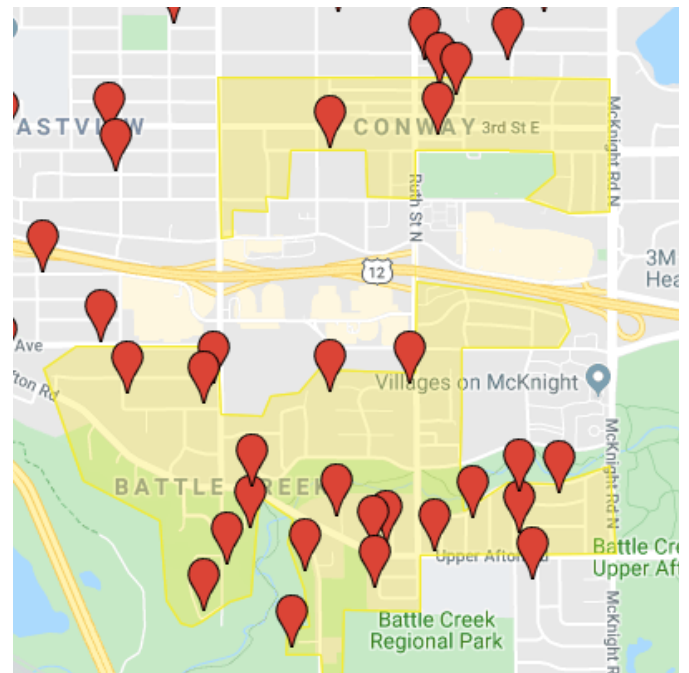 ASTVIEW
CONWAY
3rd St E
McKnight Rd N
Ruth St N
12
3M
Hea
Ave
fton Rd
Villages on McKnight
BATTLE CREEK
McKnight Rd N
Upper Afton Rd
Battle Cre
Upper Aft
Battle Creek
Regional Park
McKnight R